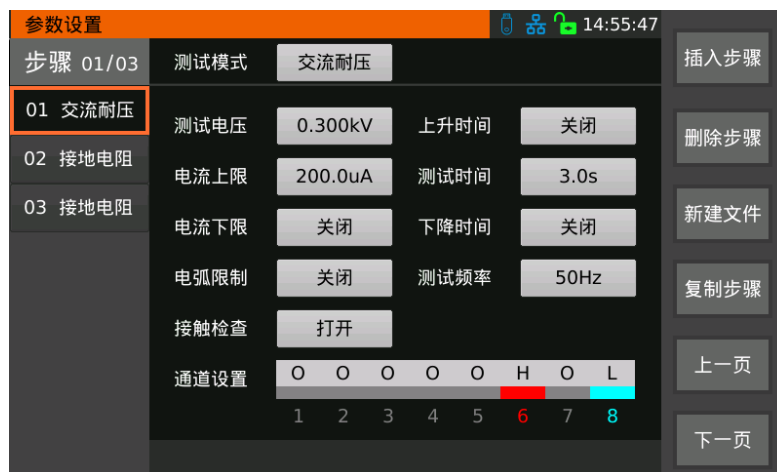 参数设置 14:55:47
步骤 01/03
01 交流耐压
02 接地电阻
03 接地电阻
测试模式 交流耐压
测试电压 0.300kV 上升时间 关闭
电流上限 200.0uA 测试时间 3.0s
电流下限 关闭 下降时间 关闭
电弧限制 关闭 测试频率 50Hz
接触检查 打开
通道设置 O O O O O H O L
1 2 3 4 5 6 7 8
插入步骤
删除步骤
新建文件
复制步骤
上一页
下一页